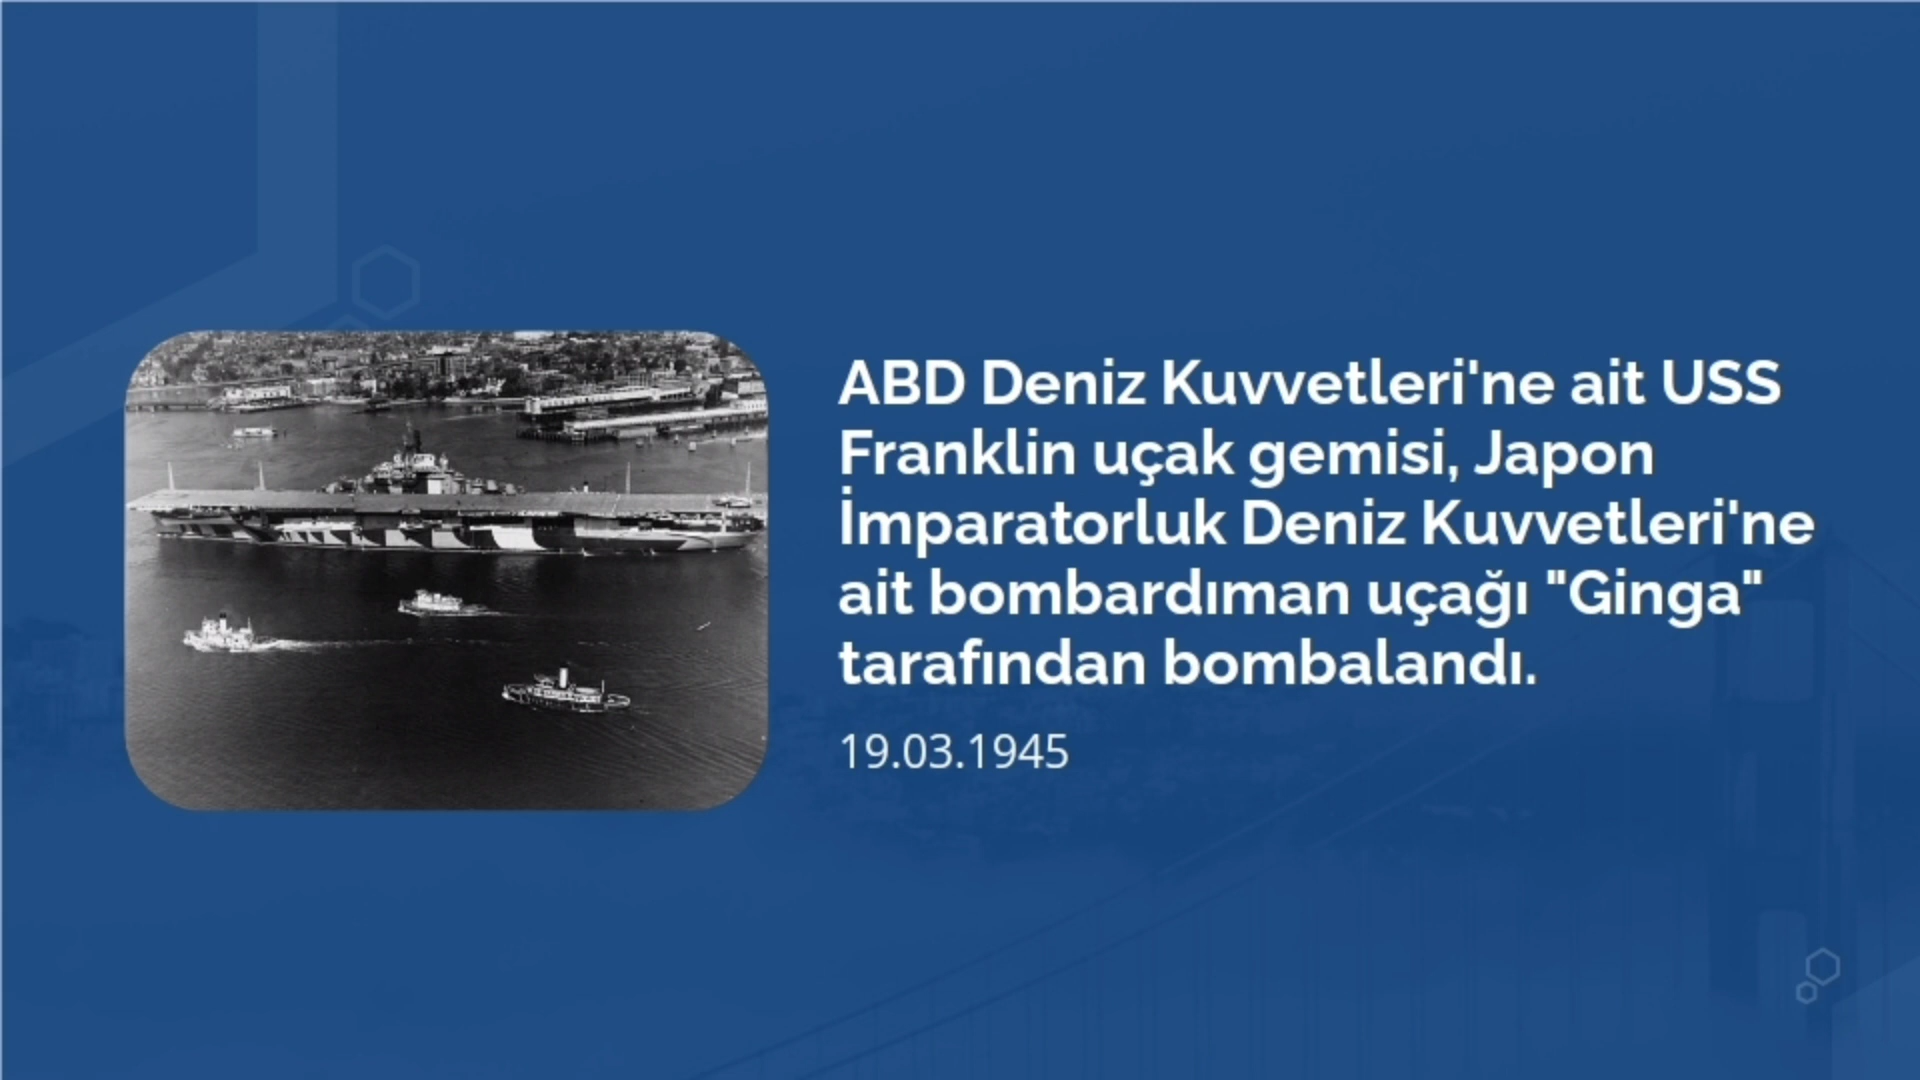 ABD Deniz Kuvvetleri'ne ait USS
Franklin uçak gemisi, Japon
İmparatorluk Deniz Kuvvetleri'ne
ait bombardıman uçağı "Ginga"
tarafından bombalandı.
19.03.1945